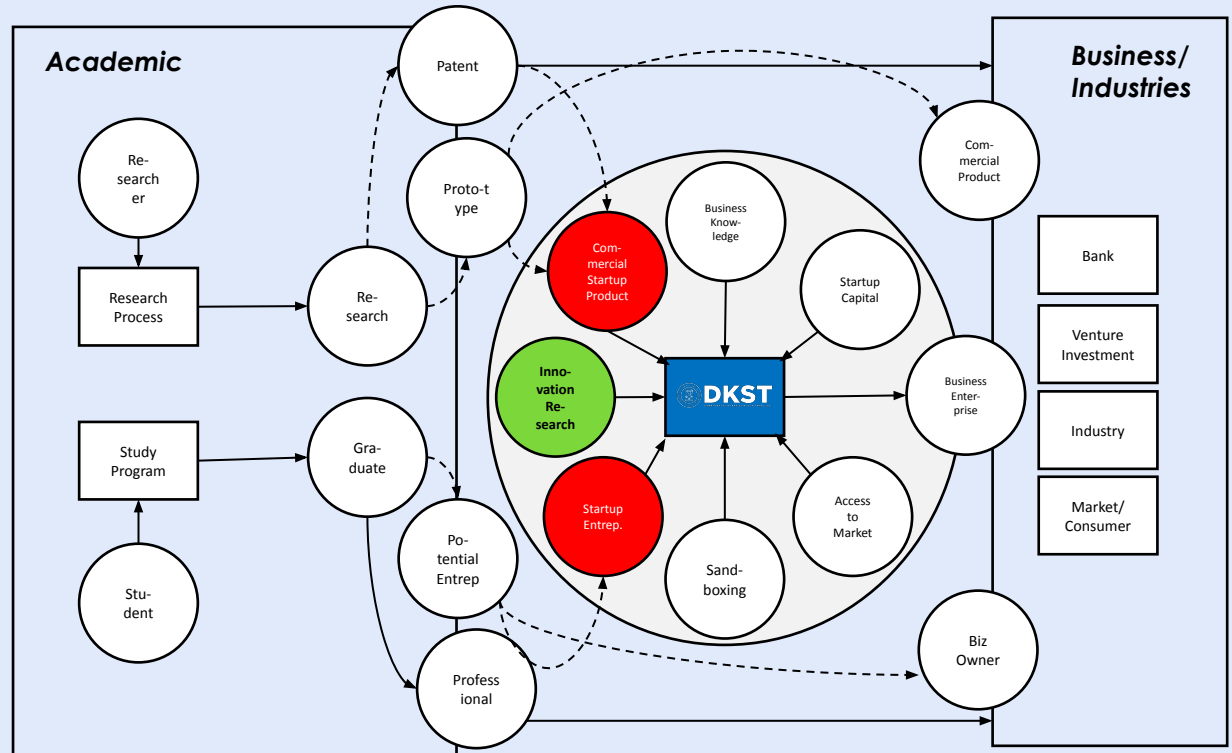 Academic
Business/
Industries
Patent
Re-
search
er
Proto-t
ype
Com-
mercial
Product
Business
Know-
ledge
Com-
mercial
Startup
Product
Startup
Capital
Bank
Research
Process
Re-
search
Venture
Investment
Inno-
vation
Re-
search
DKST
Business
Enter-
prise
Study
Program
Gra-
duate
Industry
Startup
Entrep.
Access
to
Market
Market/
Consumer
Po-
tential
Entrep
Sand-
boxing
Stu-
dent
Profess
ional
Biz
Owner